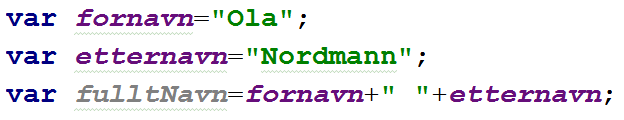 var fornavn="Ola";
var etternavn="Nordmann";
var fulltNavn=fornavn+" "+etternavn;